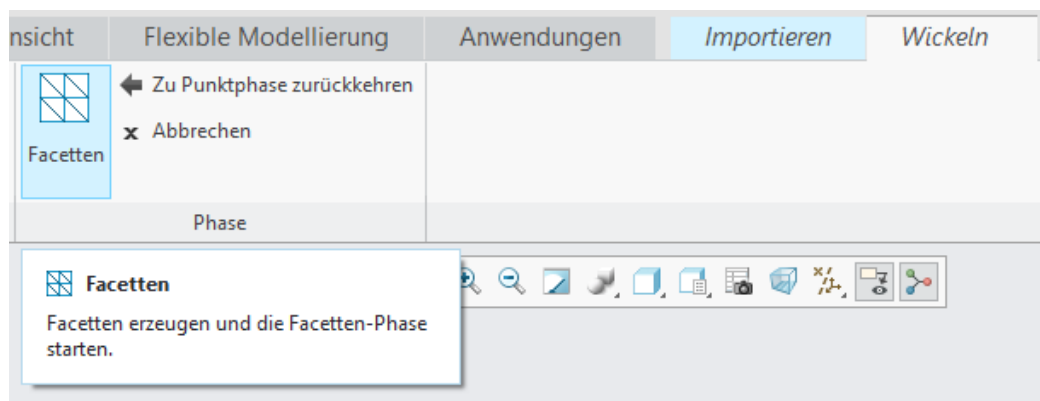 nsicht Flexible Modellierung Anwendungen Importieren Wickeln
Zu Punktphase zurückkehren
x Abbrechen
Facetten
Phase
Facetten
Facetten erzeugen und die Facetten-Phase
starten.